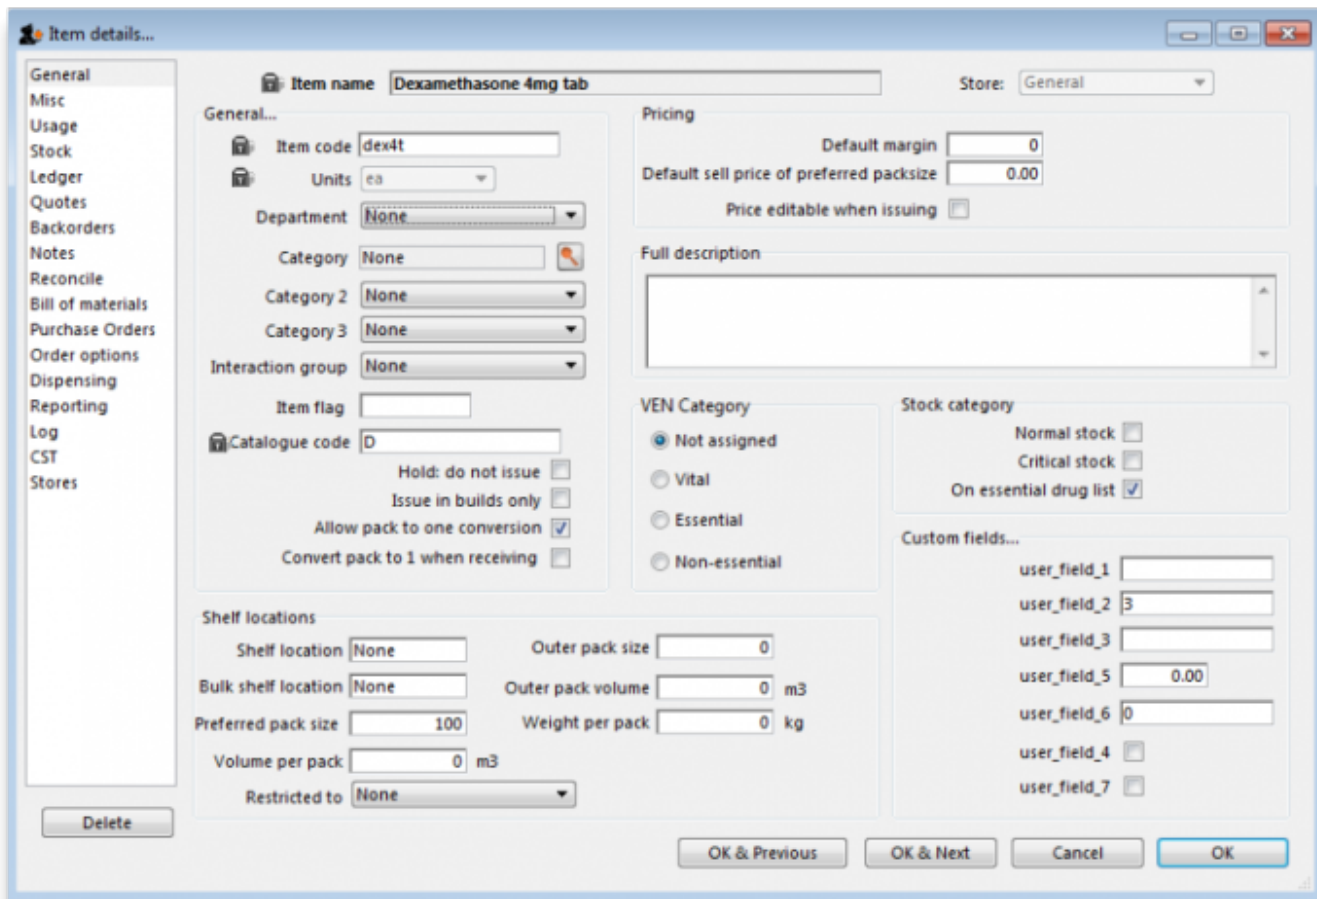 Item details...
General
Misc
Usage
Stock
Ledger
Quotes
Backorders
Notes
Reconcile
Bill of materials
Purchase Orders
Order options
Dispensing
Reporting
Log
CST
Stores
Delete
Item name Dexamethasone 4mg tab
Store: General
General...
Item code dex4t
Units ea
Department None
Category None
Category 2 None
Category 3 None
Interaction group None
Item flag
Catalogue code D
Hold: do not issue
Issue in builds only
Allow pack to one conversion
Convert pack to 1 when receiving
Pricing
Default margin 0
Default sell price of preferred packsize 0.00
Price editable when issuing
Full description
VEN Category
Not assigned
Vital
Essential
Non-essential
Stock category
Normal stock
Critical stock
On essential drug list
Custom fields...
user_field_1
user_field_2 3
user_field_3
user_field_5 0.00
user_field_6 0
user_field_4
user_field_7
Shelf locations
Shelf location None
Bulk shelf location None
Preferred pack size 100
Volume per pack 0 m3
Restricted to None
Outer pack size 0
Outer pack volume 0 m3
Weight per pack 0 kg
OK & Previous
OK & Next
Cancel
OK